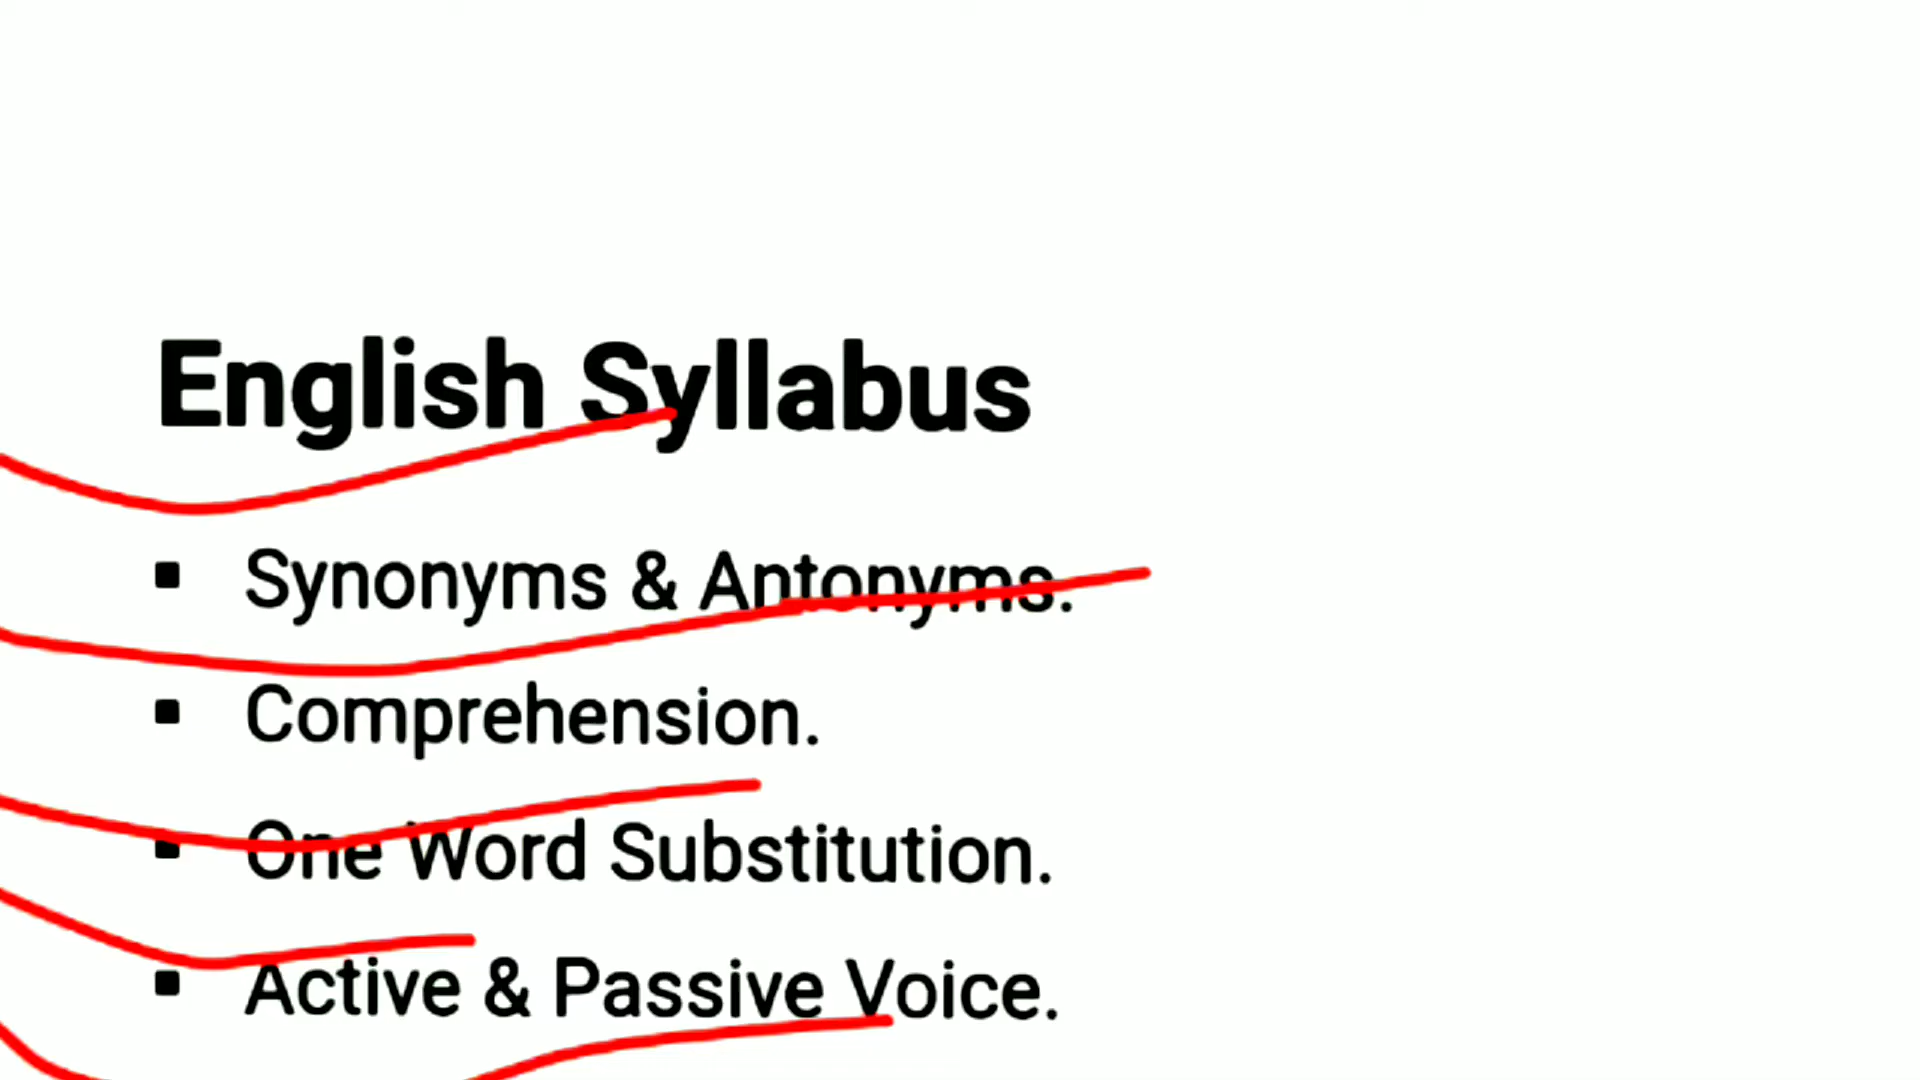 English Syllabus
▪ Synonyms & Antonyms.
▪ Comprehension.
▪ One Word Substitution.
▪ Active & Passive Voice.